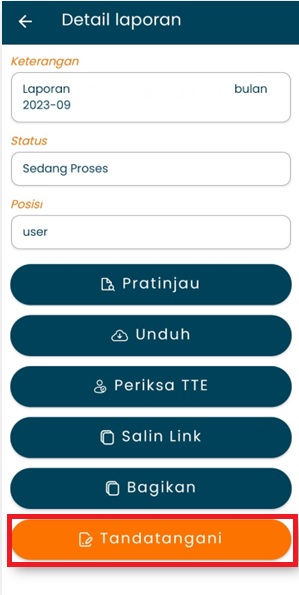 Detail laporan
Keterangan
Laporan bulan
2023-09
Status
Sedang Proses
Posisi
user
Pratinjau
Unduh
Periksa TTE
Salin Link
Bagikan
Tandatangani